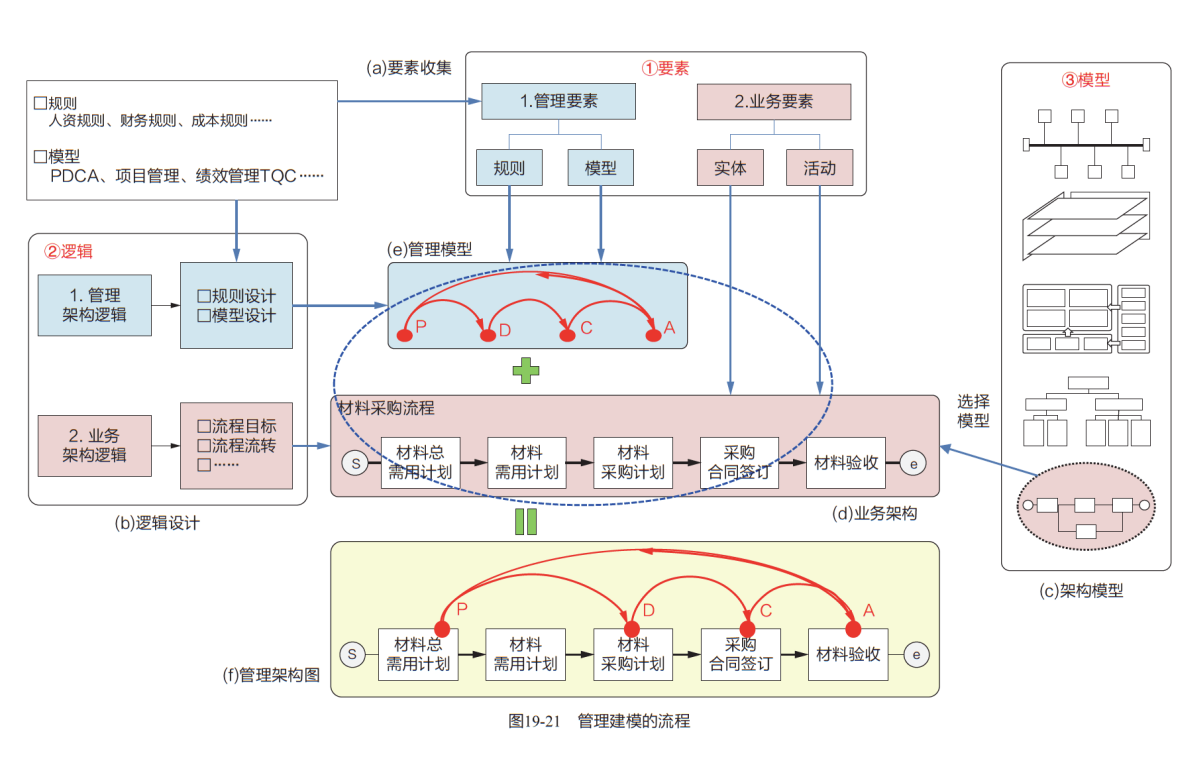 (a)要素收集
①要素
1.管理要素
2.业务要素
规则
模型
实体
活动
□规则
人资规则、财务规则、成本规则……
□模型
PDCA、项目管理、绩效管理TQC……
②逻辑
1. 管理
架构逻辑
□规则设计
□模型设计
2. 业务
架构逻辑
□流程目标
□流程流转
□……
(b)逻辑设计
(e)管理模型
P
D
C
A
材料采购流程
S
材料总
需用计划
材料
需用计划
材料
采购计划
采购
合同签订
材料验收
e
(d)业务架构
选择
模型
③模型
(c)架构模型
P
D
C
A
S
材料总
需用计划
材料
需用计划
材料
采购计划
采购
合同签订
材料验收
e
(f)管理架构图
图19-21 管理建模的流程